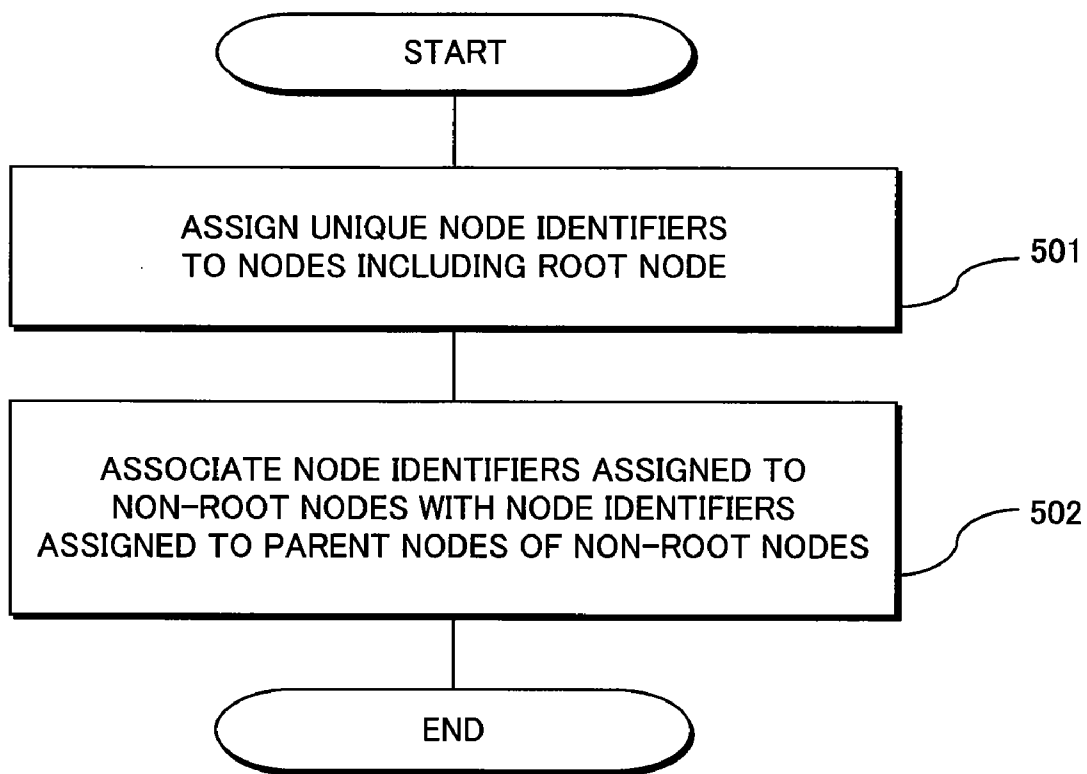 START
ASSIGN UNIQUE NODE IDENTIFIERS
TO NODES INCLUDING ROOT NODE
501
ASSOCIATE NODE IDENTIFIERS ASSIGNED TO
NON-ROOT NODES WITH NODE IDENTIFIERS
ASSIGNED TO PARENT NODES OF NON-ROOT NODES
502
END